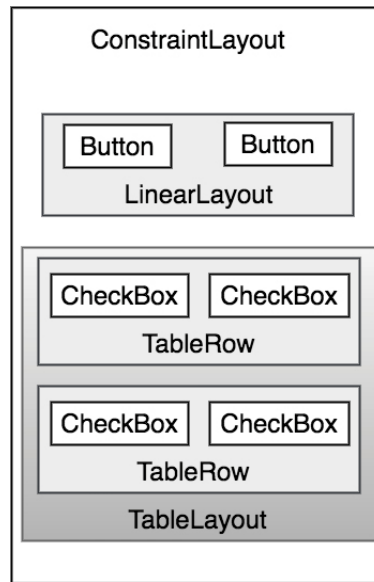 ConstraintLayout
Button Button
LinearLayout
CheckBox CheckBox
TableRow
CheckBox CheckBox
TableRow
TableLayout